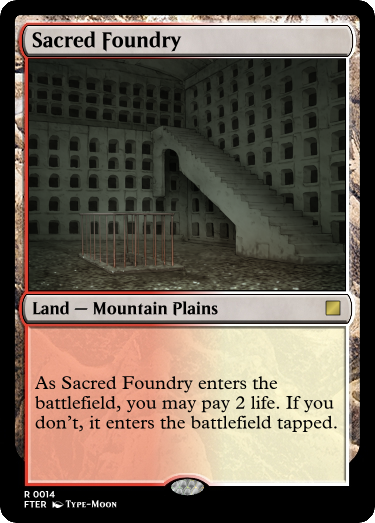 Sacred Foundry
Land — Mountain Plains
As Sacred Foundry enters the
battlefield, you may pay 2 life. If you
don't, it enters the battlefield tapped.
R 0014
FTER Type-Moon